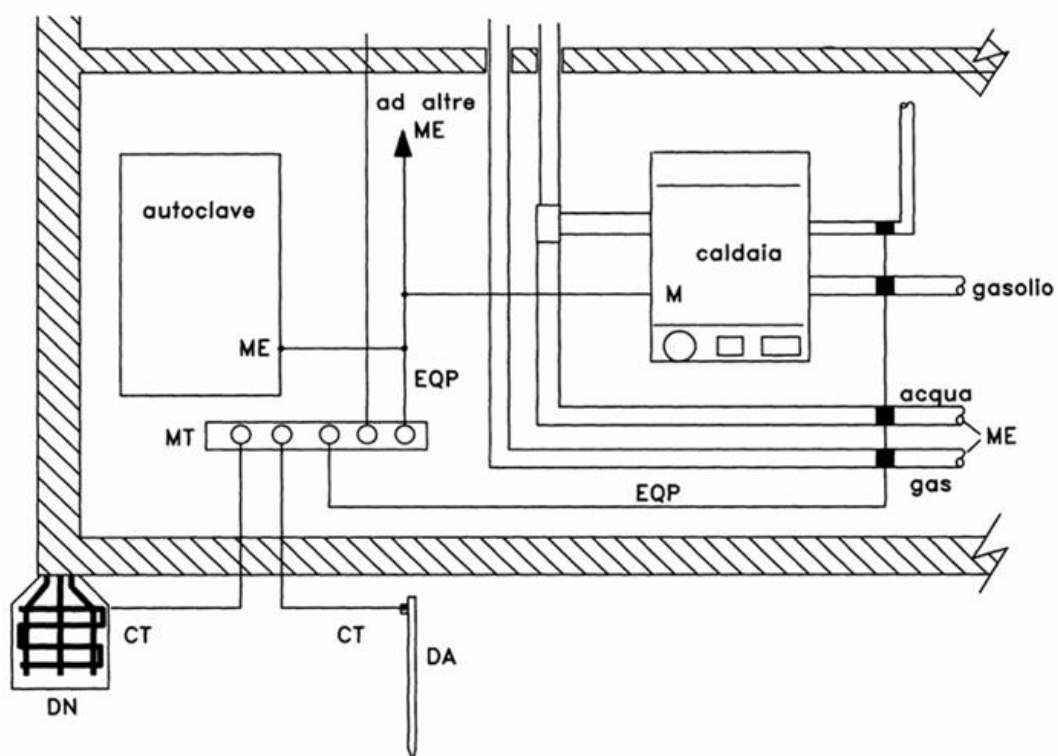 ad altre
ME
autoclave
caldaia
M
gasolio
ME
EQP
acqua
MT
ME
EQP
gas
CT
CT
DA
DN